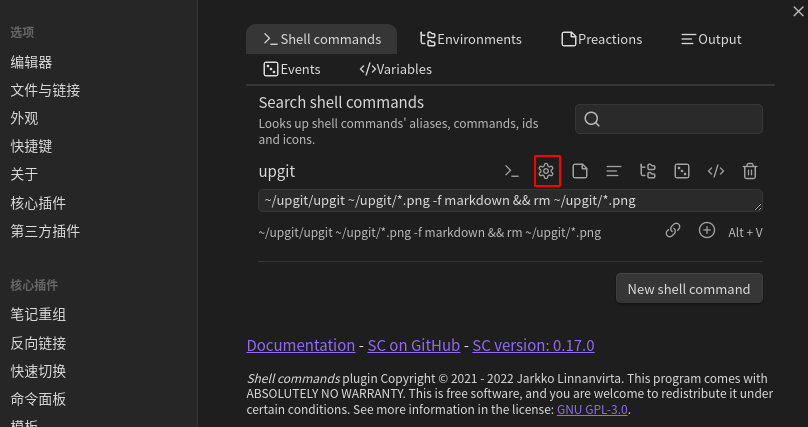 选项
编辑器
文件与链接
外观
快捷键
关于
核心插件
第三方插件
核心插件
笔记重组
反向链接
快速切换
命令面板
模板
Shell commands
Environments
Preactions
Output
Events
Variables
Search shell commands
Looks up shell commands' aliases, commands, ids
and icons.
upgit
~/upgit/upgit ~/upgit/*.png -f markdown && rm ~/upgit/*.png
~/upgit/upgit ~/upgit/*.png -f markdown && rm ~/upgit/*.png
Alt + V
New shell command
Documentation - SC on GitHub - SC version: 0.17.0
Shell commands plugin Copyright © 2021 - 2022 Jarkko Linnanvirta. This program comes with
ABSOLUTELY NO WARRANTY. This is free software, and you are welcome to redistribute it under
certain conditions. See more information in the license: GNU GPL-3.0.